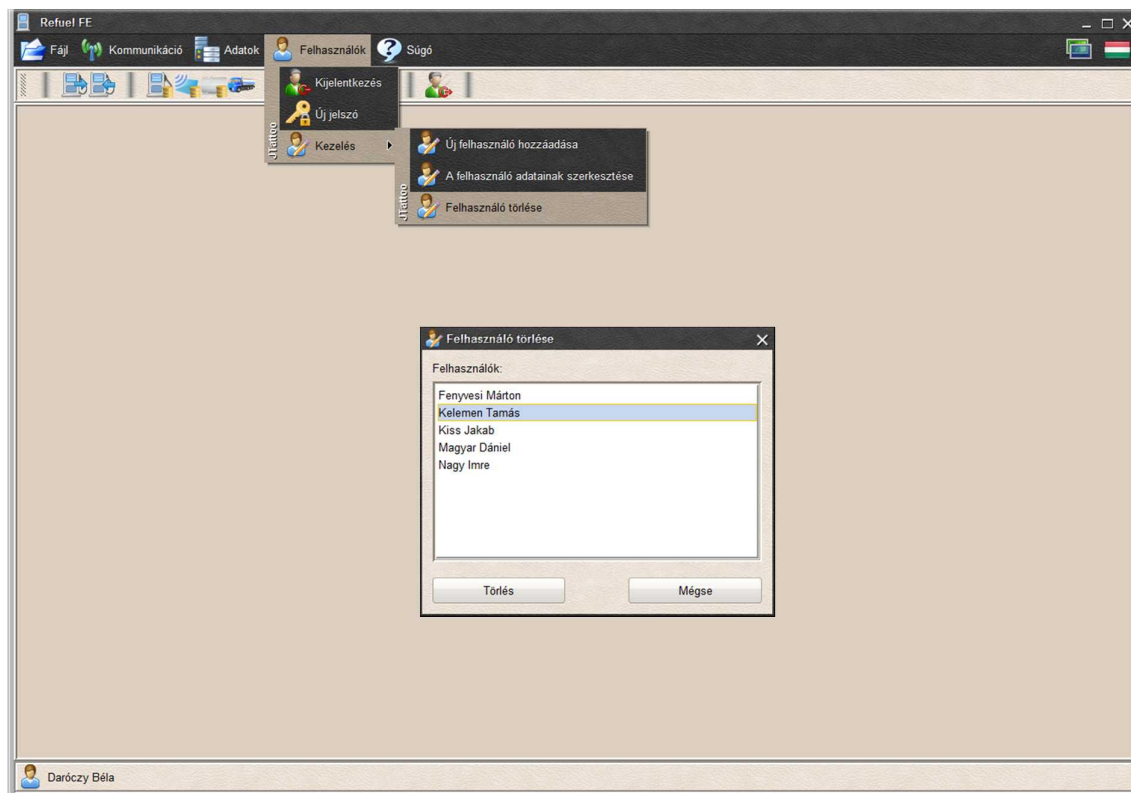 Refuel FE
Fájl Kommunikáció Adatok Felhasználók Súgó
Kijelentkezés
Új jelszó
Kezelés
JTattoo
Új felhasználó hozzáadása
A felhasználó adatainak szerkesztése
Felhasználó törlése
JTattoo
Felhasználó törlése
Felhasználók:
Fenyvesi Márton
Kelemen Tamás
Kiss Jakab
Magyar Dániel
Nagy Imre
Törlés Mégse
Daróczy Béla